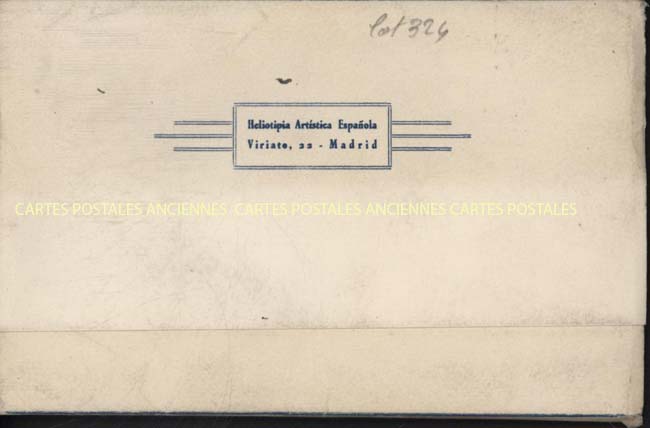 lot 324
Heliotipia Artística Española
Viriato, 22 - Madrid
CARTES POSTALES ANCIENNES CARTES POSTALES ANCIENNES CARTES POSTALES